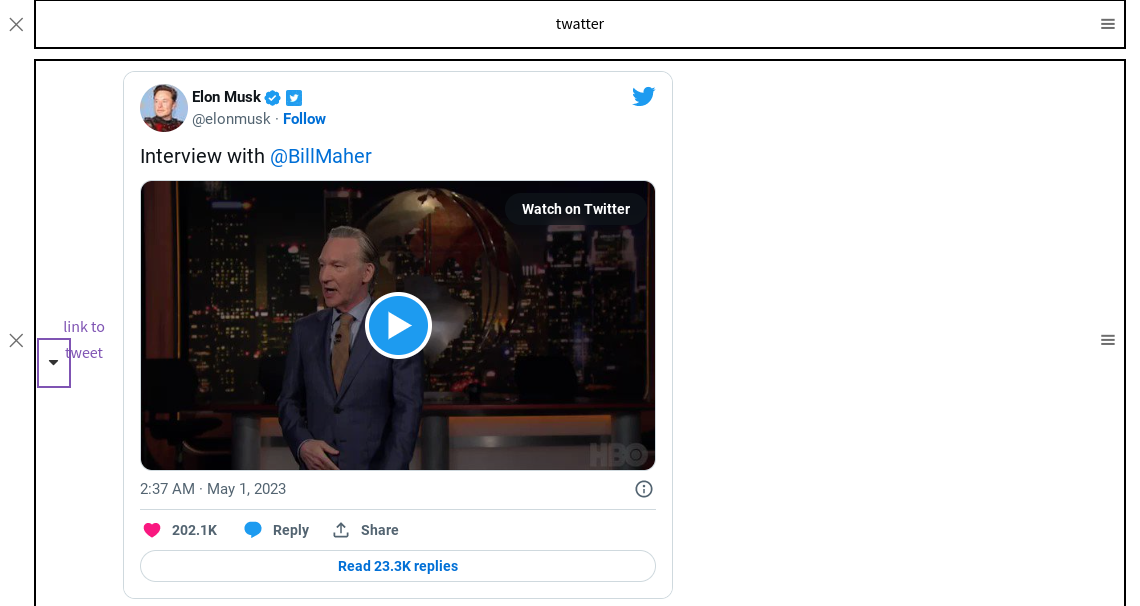 twatter
Elon Musk
@elonmusk · Follow
Interview with @BillMaher
Watch on Twitter
link to
tweet
HBO
2:37 AM · May 1, 2023
202.1K Reply Share
Read 23.3K replies